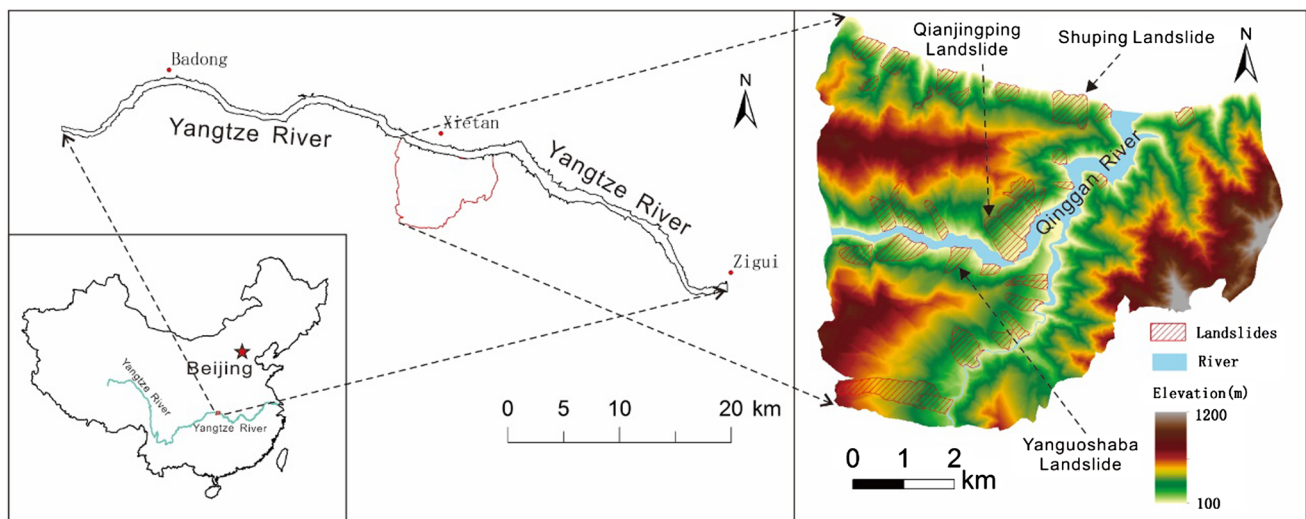 Badong
Yangtze River
Xietan
Yangtze River
Zigui
N
Beijing
Yangtze River
Yangtze River
0 5 10 20 km
Qianjingping
Landslide
Shuping Landslide
N
Qinggan River
Landslides
River
Elevation(m)
1200
100
Yanguoshaba
Landslide
0 1 2
km